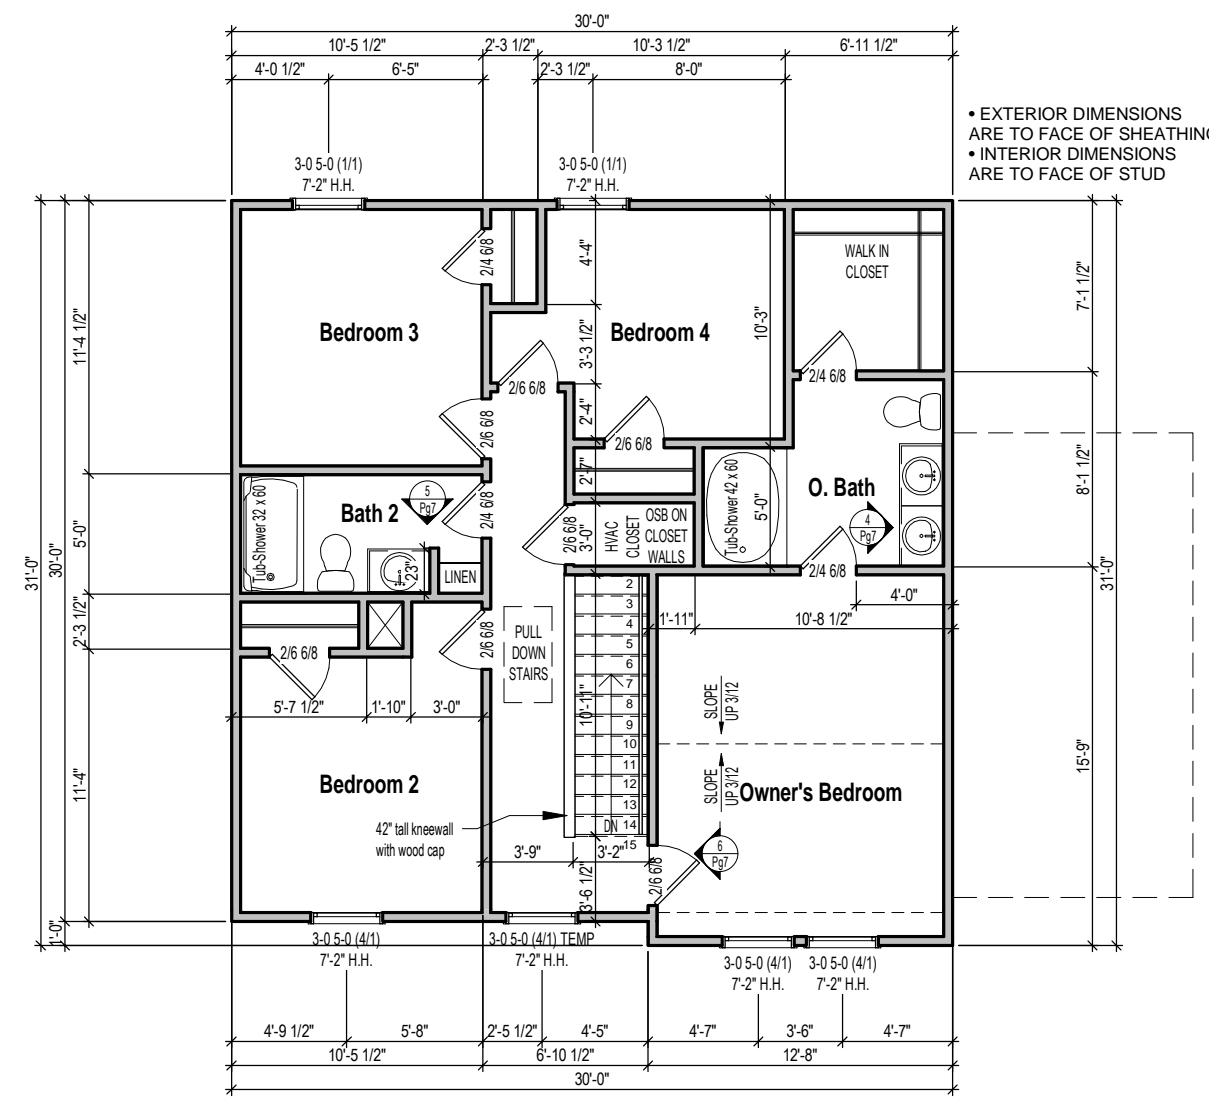 30'-0"
10'-5 1/2"
2'-3 1/2"
10'-3 1/2"
6'-11 1/2"
4'-0 1/2"
6'-5"
2'-3 1/2"
8'-0"
• EXTERIOR DIMENSIONS
ARE TO FACE OF SHEATHING
• INTERIOR DIMENSIONS
ARE TO FACE OF STUD
3-0 5-0 (1/1)
7'-2" H.H.
3-0 5-0 (1/1)
7'-2" H.H.
2/4 6/8
4'-4"
WALK IN
CLOSET
7'-1 1/2"
11'-4 1/2"
Bedroom 3
Bedroom 4
10'-3"
3'-3 1/2"
2/6 6/8
2/4 6/8
2/6 6/8
2'-4"
2/6 6/8
2'-7"
Tub-Shower 32 x 60
Bath 2
5
Pg7
2/4 6/8
2/6 6/8
3'-0"
HVAC
CLOSET
OSB ON
CLOSET
WALLS
Tub-Shower 42 x 60
5'-0"
O. Bath
4
Pg7
8'-1 1/2"
5'-0"
31'-0"
30'-0"
23"
LINEN
2/4 6/8
31'-0"
4'-0"
2'-3 1/2"
2/6 6/8
2/6 6/8
PULL
DOWN
STAIRS
2
3
4
5
6
7
8
9
10
11
12
13
14
15
DN
10'-11"
1'-11"
10'-8 1/2"
5'-7 1/2"
1'-10"
3'-0"
SLOPE
UP 3/12
SLOPE
UP 3/12
15'-9"
11'-4"
Bedroom 2
Owner's Bedroom
42" tall kneewall
with wood cap
3'-9"
3'-2"
6
Pg7
2/6 6/8
3'-6 1/2"
1'-0"
3-0 5-0 (4/1)
7'-2" H.H.
3-0 5-0 (4/1) TEMP
7'-2" H.H.
3-0 5-0 (4/1)
7'-2" H.H.
3-0 5-0 (4/1)
7'-2" H.H.
4'-9 1/2"
5'-8"
2'-5 1/2"
4'-5"
4'-7"
3'-6"
4'-7"
10'-5 1/2"
6'-10 1/2"
12'-8"
30'-0"